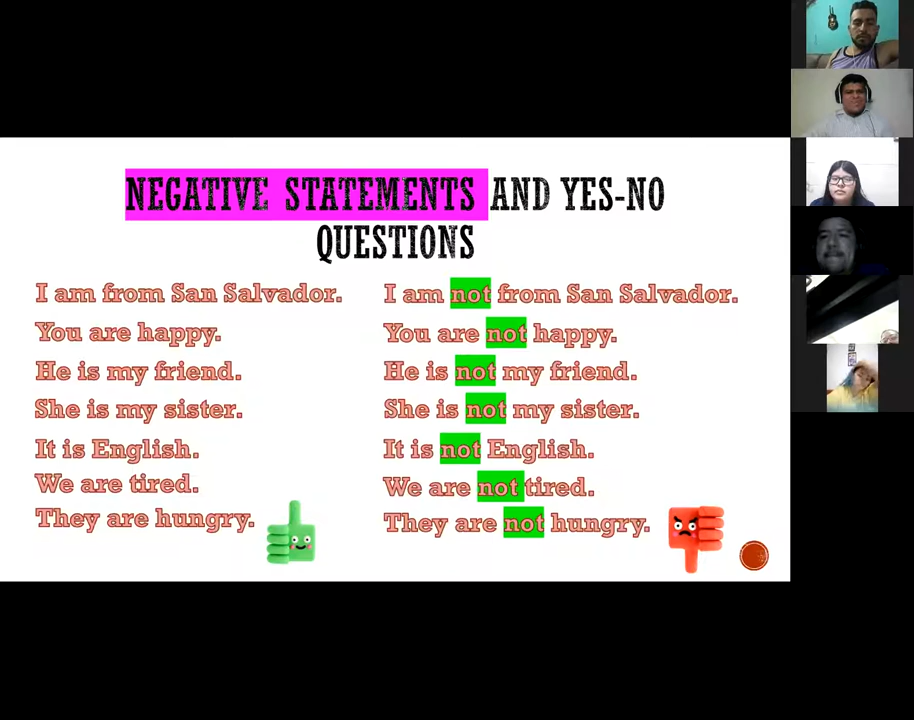 NEGATIVE STATEMENTS AND YES-NO
QUESTIONS
I am from San Salvador.
You are happy.
He is my friend.
She is my sister.
It is English.
We are tired.
They are hungry.
I am not from San Salvador.
You are not happy.
He is not my friend.
She is not my sister.
It is not English.
We are not tired.
They are not hungry.